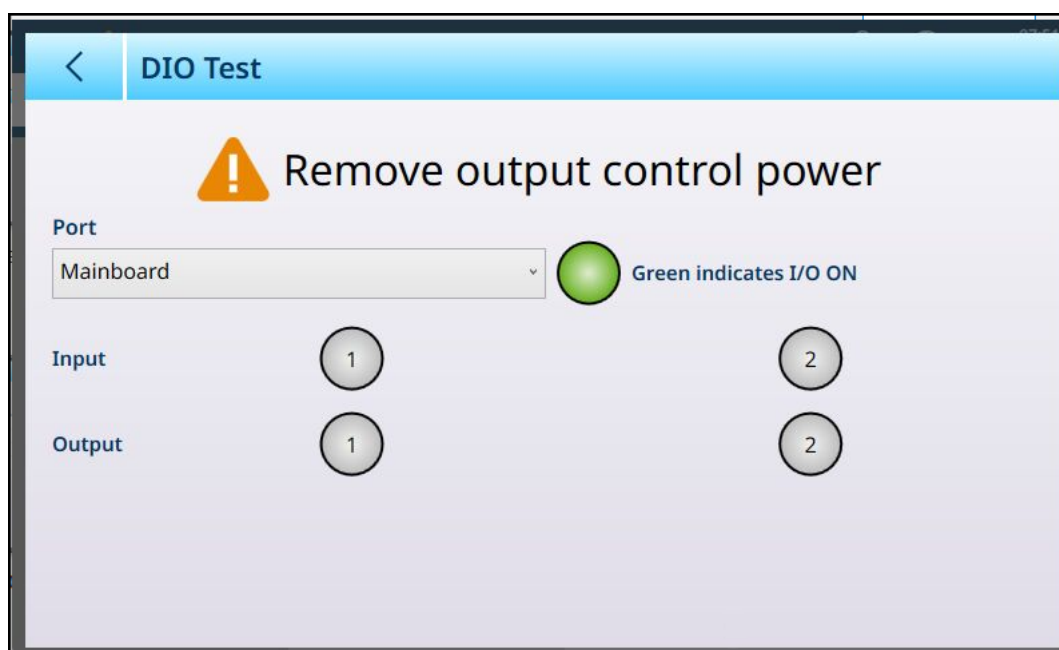 DIO Test
Remove output control power
Port
Mainboard
Green indicates I/O ON
Input 1 2
Output 1 2